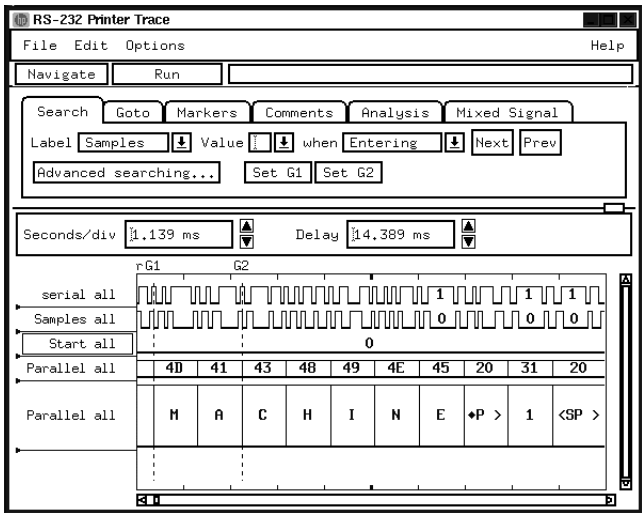 hp RS-232 Printer Trace
File Edit Options Help
Navigate Run
Search Goto Markers Comments Analysis Mixed Signal
Label Samples Value when Entering Next Prev
Advanced searching... Set G1 Set G2
Seconds/div 1.139 ms Delay 14.389 ms
r G1 G2
serial all 1 1 1
Samples all 0 0 0
Start all 0
Parallel all 4D 41 43 48 49 4E 45 20 31 20
Parallel all M A C H I N E ◆P > 1 <SP >